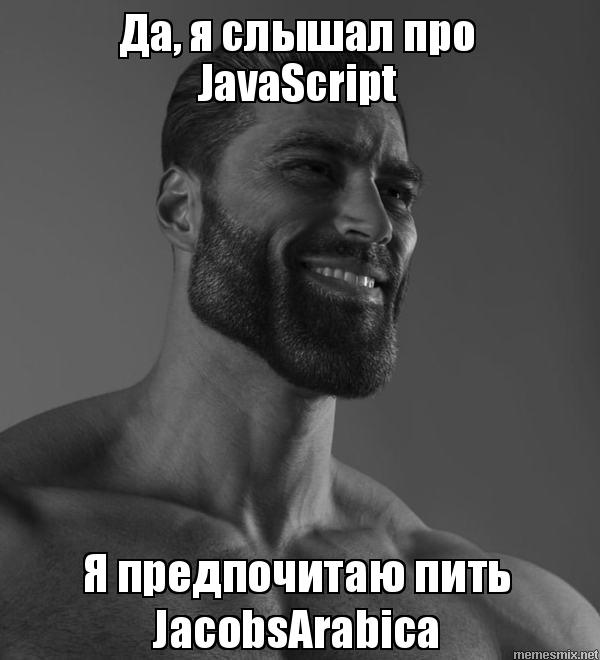 Да, я слышал про
JavaScript
Я предпочитаю пить
JacobsArabica
memesmix.net